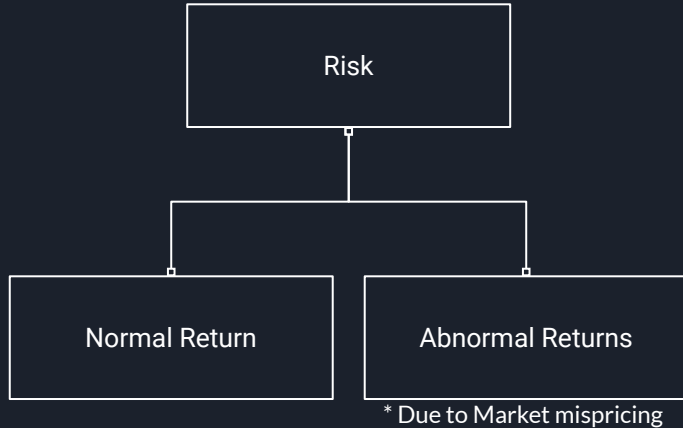 Risk
Normal Return
Abnormal Returns
* Due to Market mispricing